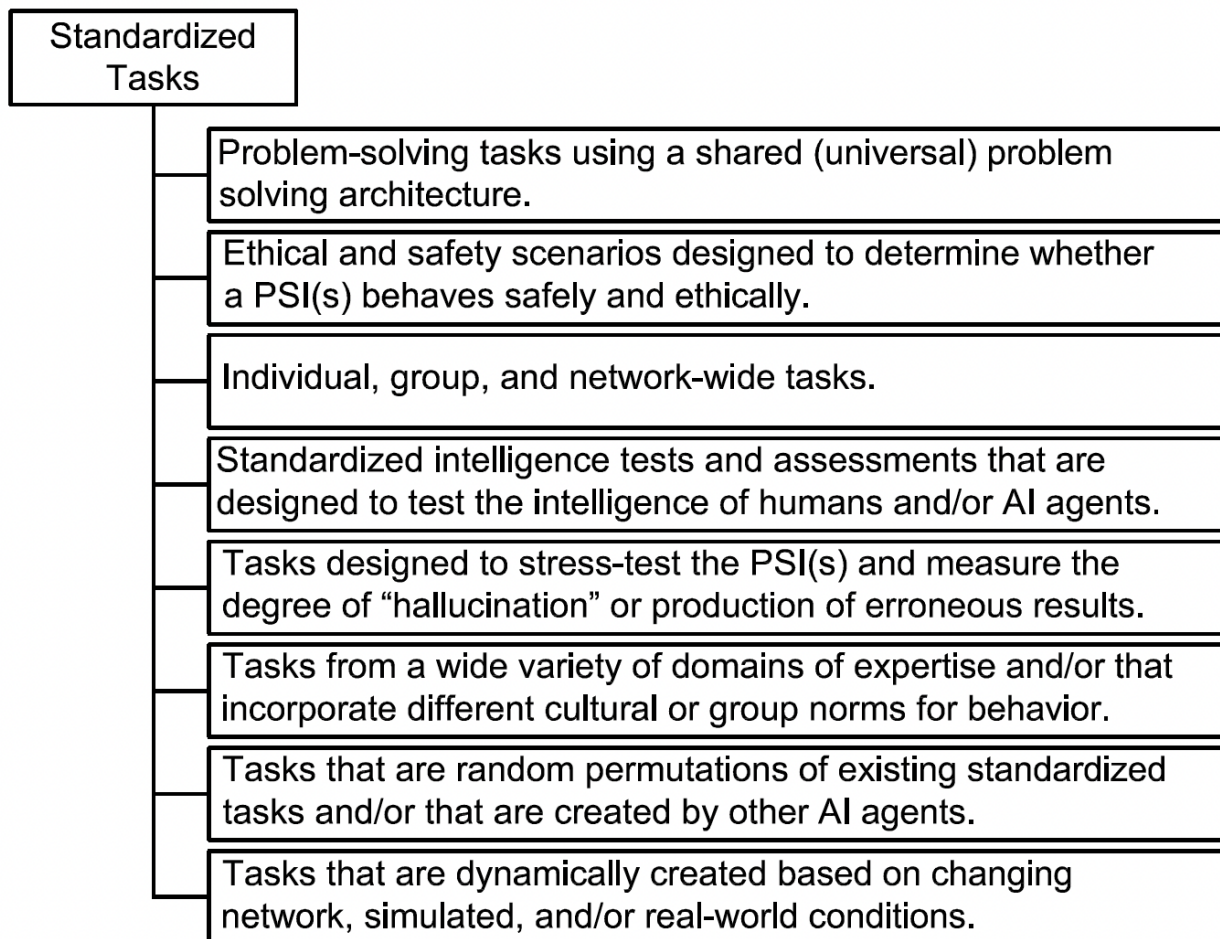 Standardized
Tasks
Problem-solving tasks using a shared (universal) problem
solving architecture.
Ethical and safety scenarios designed to determine whether
a PSI(s) behaves safely and ethically.
Individual, group, and network-wide tasks.
Standardized intelligence tests and assessments that are
designed to test the intelligence of humans and/or AI agents.
Tasks designed to stress-test the PSI(s) and measure the
degree of “hallucination” or production of erroneous results.
Tasks from a wide variety of domains of expertise and/or that
incorporate different cultural or group norms for behavior.
Tasks that are random permutations of existing standardized
tasks and/or that are created by other AI agents.
Tasks that are dynamically created based on changing
network, simulated, and/or real-world conditions.